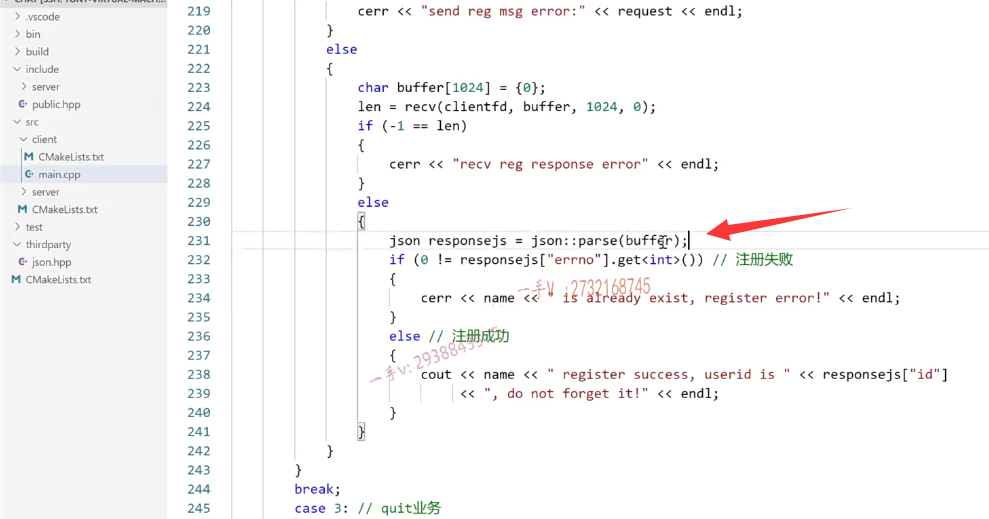 CHAT [SSH: TONY-VIRTUAL-MACH...
.vscode
bin
build
include
server
public.hpp
src
client
CMakeLists.txt
main.cpp
server
CMakeLists.txt
test
thirdparty
json.hpp
CMakeLists.txt
219 cerr << "send reg msg error:" << request << endl;
220 }
221 else
222 {
223 char buffer[1024] = {0};
224 len = recv(clientfd, buffer, 1024, 0);
225 if (-1 == len)
226 {
227 cerr << "recv reg response error" << endl;
228 }
229 else
230 {
231 json responsejs = json::parse(buffer);
232 if (0 != responsejs["errno"].get<int>()) // 注册失败
233 {
一手V :2732168745
234 cerr << name << " is already exist, register error!" << endl;
235 }
236 else // 注册成功
237 {
一手v: 29388435
238 cout << name << " register success, userid is " << responsejs["id"]
239 << ", do not forget it!" << endl;
240 }
241 }
242 }
243 }
244 break;
245 case 3: // quit业务